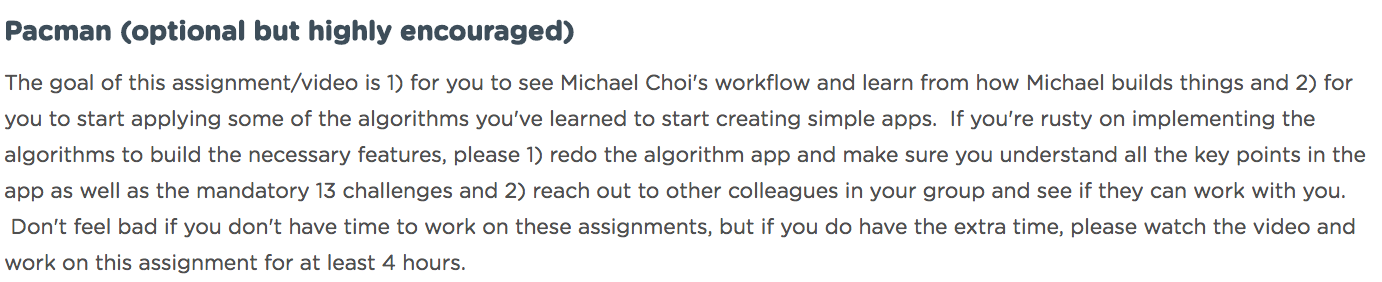 Pacman (optional but highly encouraged)
The goal of this assignment/video is 1) for you to see Michael Choi's workflow and learn from how Michael builds things and 2) for
you to start applying some of the algorithms you've learned to start creating simple apps.  If you're rusty on implementing the
algorithms to build the necessary features, please 1) redo the algorithm app and make sure you understand all the key points in the
app as well as the mandatory 13 challenges and 2) reach out to other colleagues in your group and see if they can work with you.
Don't feel bad if you don't have time to work on these assignments, but if you do have the extra time, please watch the video and
work on this assignment for at least 4 hours.